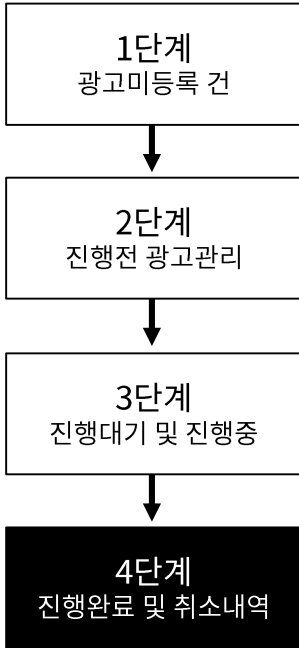 1단계
광고미등록 건
2단계
진행전 광고관리
3단계
진행대기 및 진행중
4단계
진행완료 및 취소내역